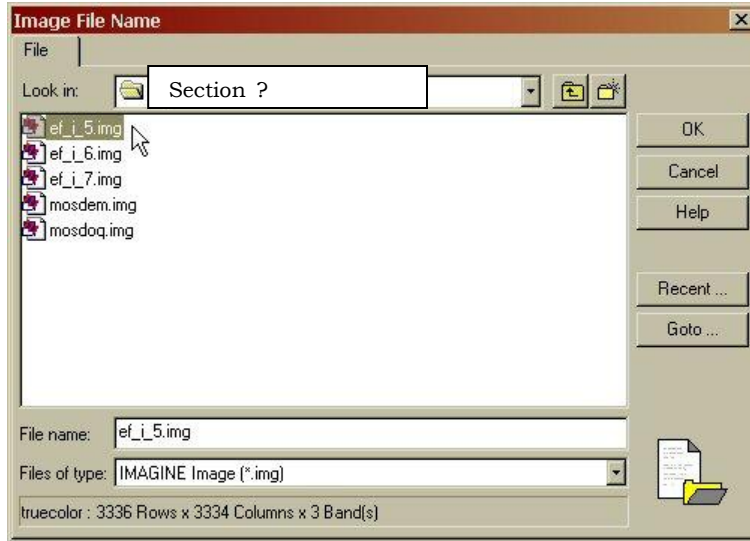 Image File Name
File
Look in: Section ?
ef_i_5.img
ef_i_6.img
ef_i_7.img
mosdem.img
mosdoq.img
OK
Cancel
Help
Recent ...
Goto ...
File name: ef_i_5.img
Files of type: IMAGINE Image (*.img)
truecolor : 3336 Rows x 3334 Columns x 3 Band(s)